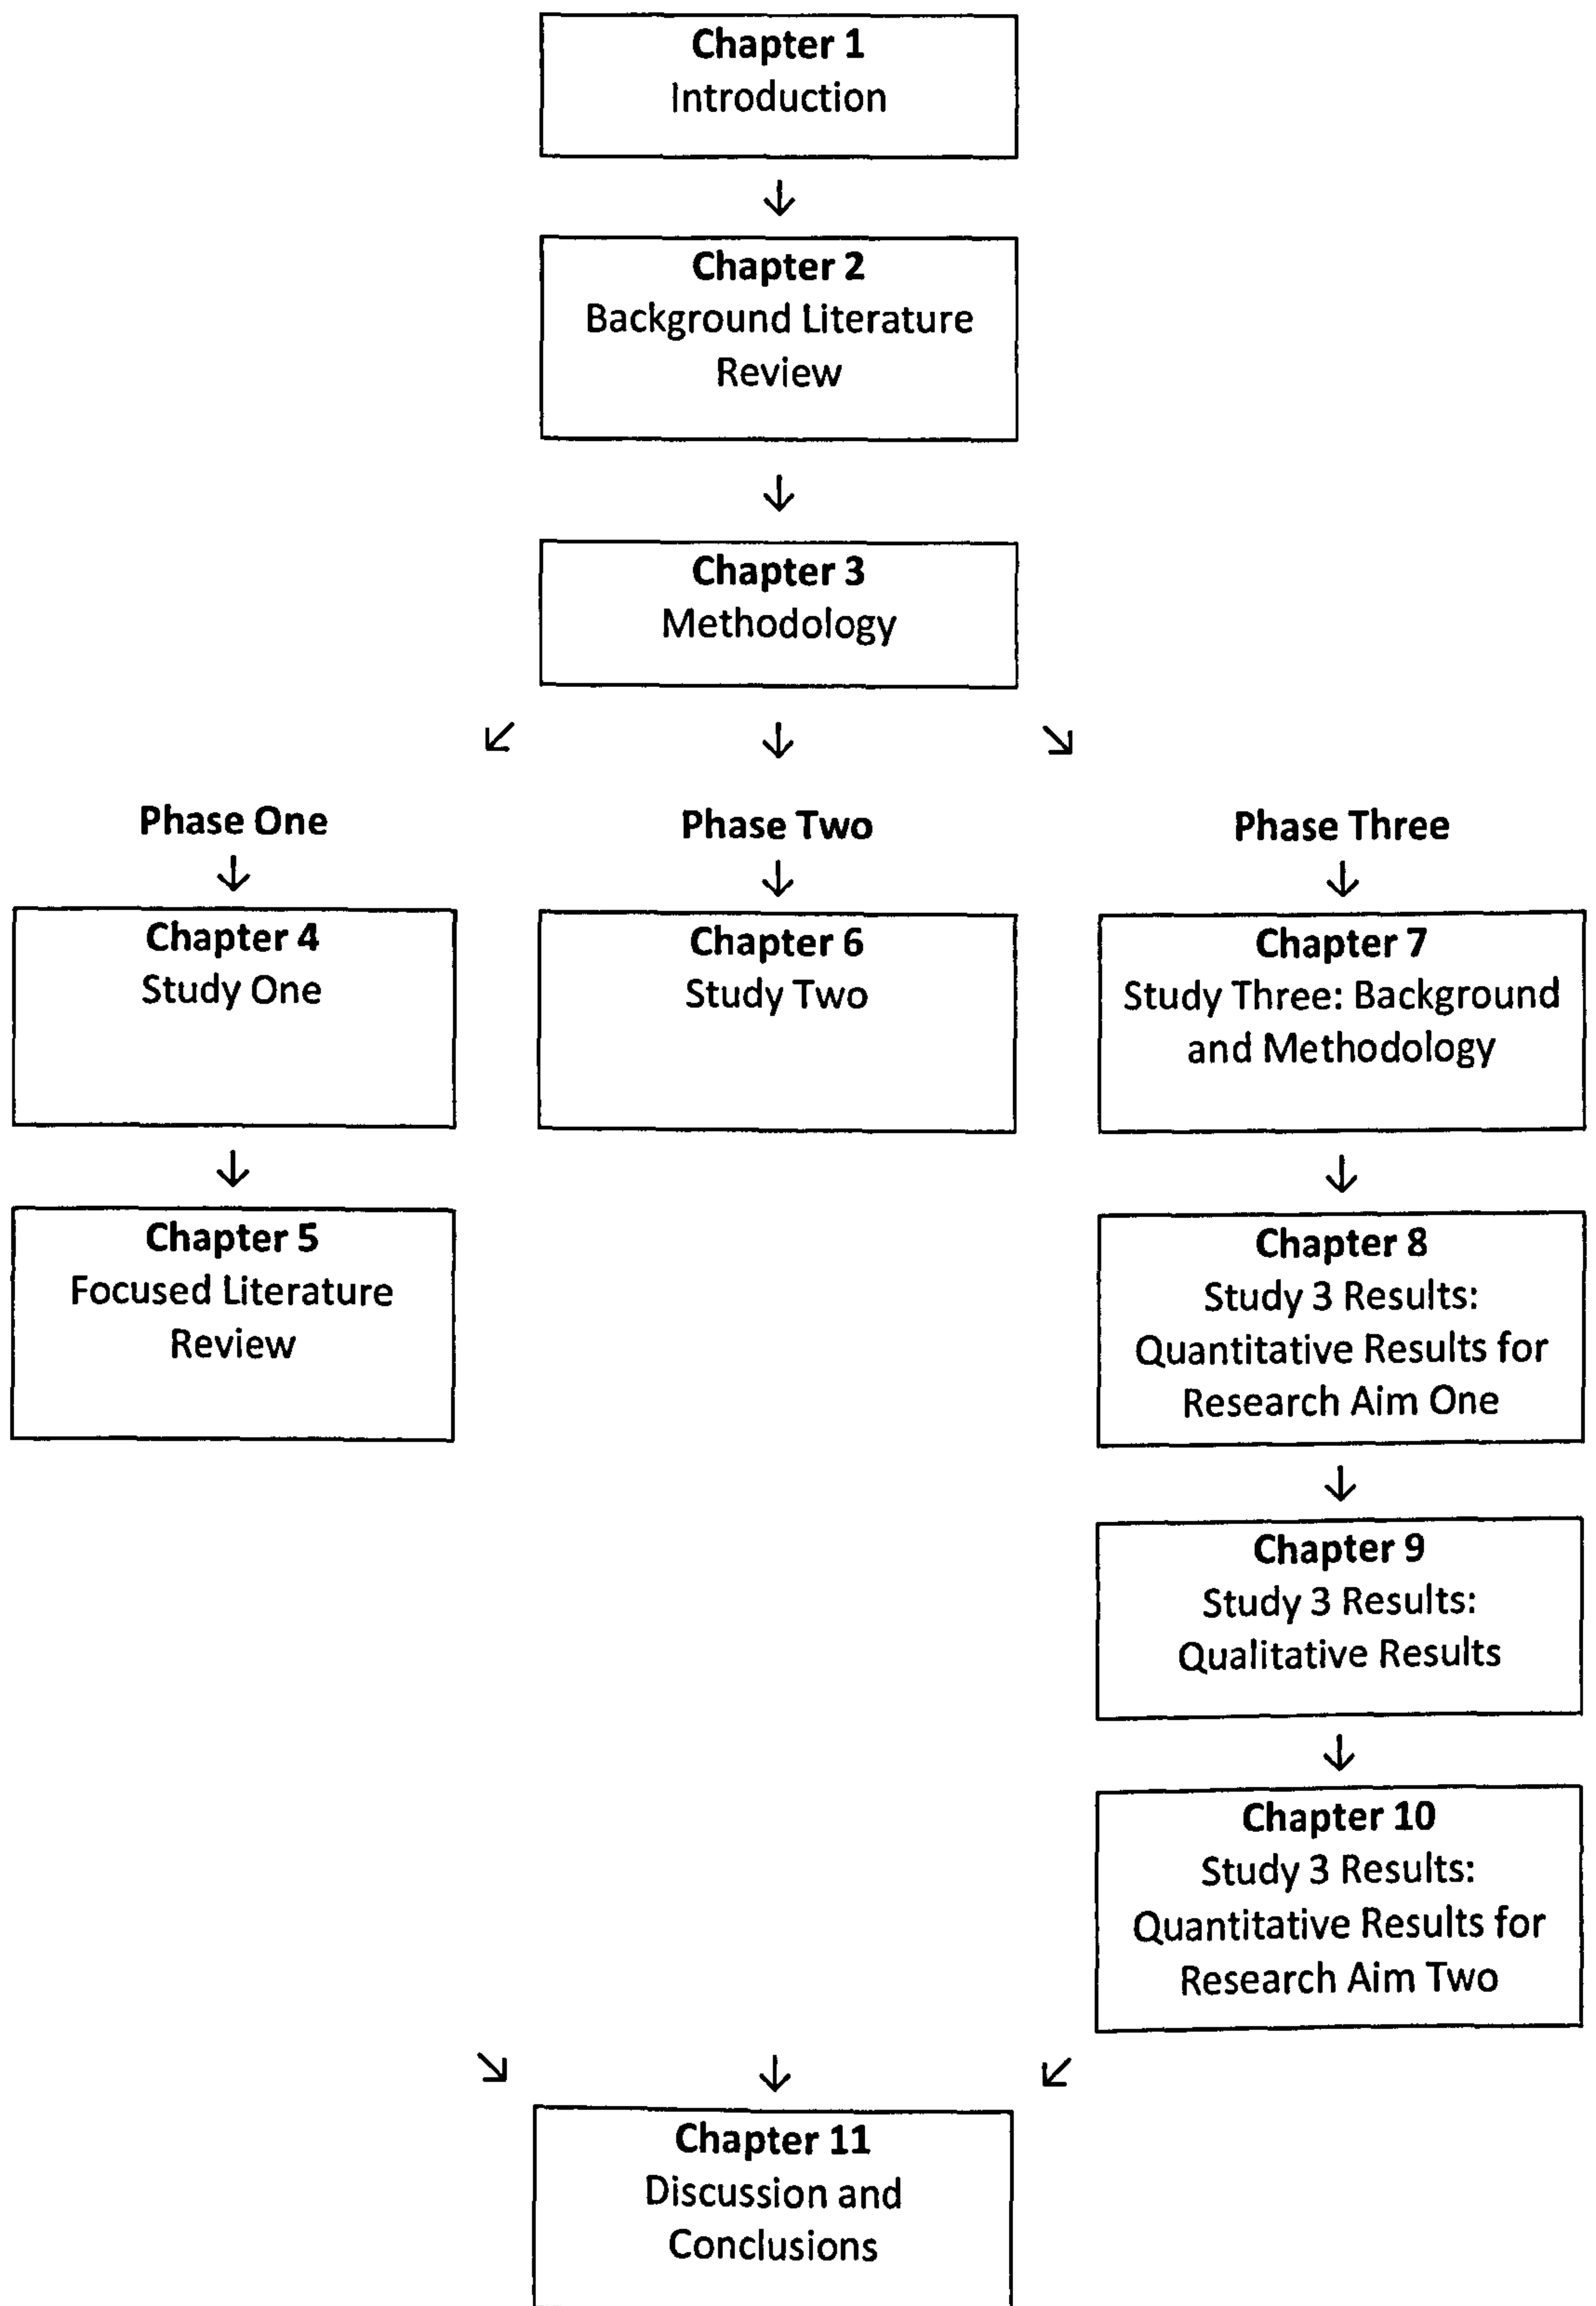 Chapter 1
Introduction
↓
Chapter 2
Background Literature
Review
↓
Chapter 3
Methodology
↙ ↓ ↘
Phase One
↓
Chapter 4
Study One
↓
Chapter 5
Focused Literature
Review
Phase Two
↓
Chapter 6
Study Two
Phase Three
↓
Chapter 7
Study Three: Background
and Methodology
↓
Chapter 8
Study 3 Results:
Quantitative Results for
Research Aim One
↓
Chapter 9
Study 3 Results:
Qualitative Results
↓
Chapter 10
Study 3 Results:
Quantitative Results for
Research Aim Two
↘ ↓ ↙
Chapter 11
Discussion and
Conclusions